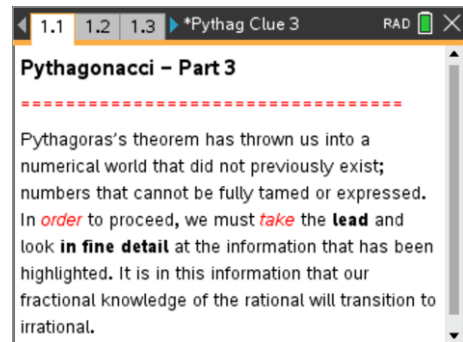 1.1 1.2 1.3 *Pythag Clue 3 RAD
Pythagonacci – Part 3
==================================
Pythagoras's theorem has thrown us into a
numerical world that did not previously exist;
numbers that cannot be fully tamed or expressed.
In order to proceed, we must take the lead and
look in fine detail at the information that has been
highlighted. It is in this information that our
fractional knowledge of the rational will transition to
irrational.